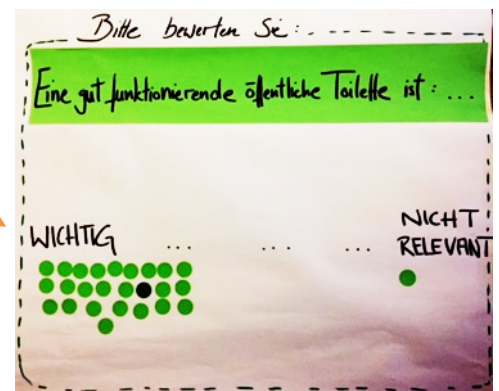 Bitte bewerten Sie:
Eine gut funktionierende öffentliche Toilette ist: ...
WICHTIG ... ... ... NICHT RELEVANT